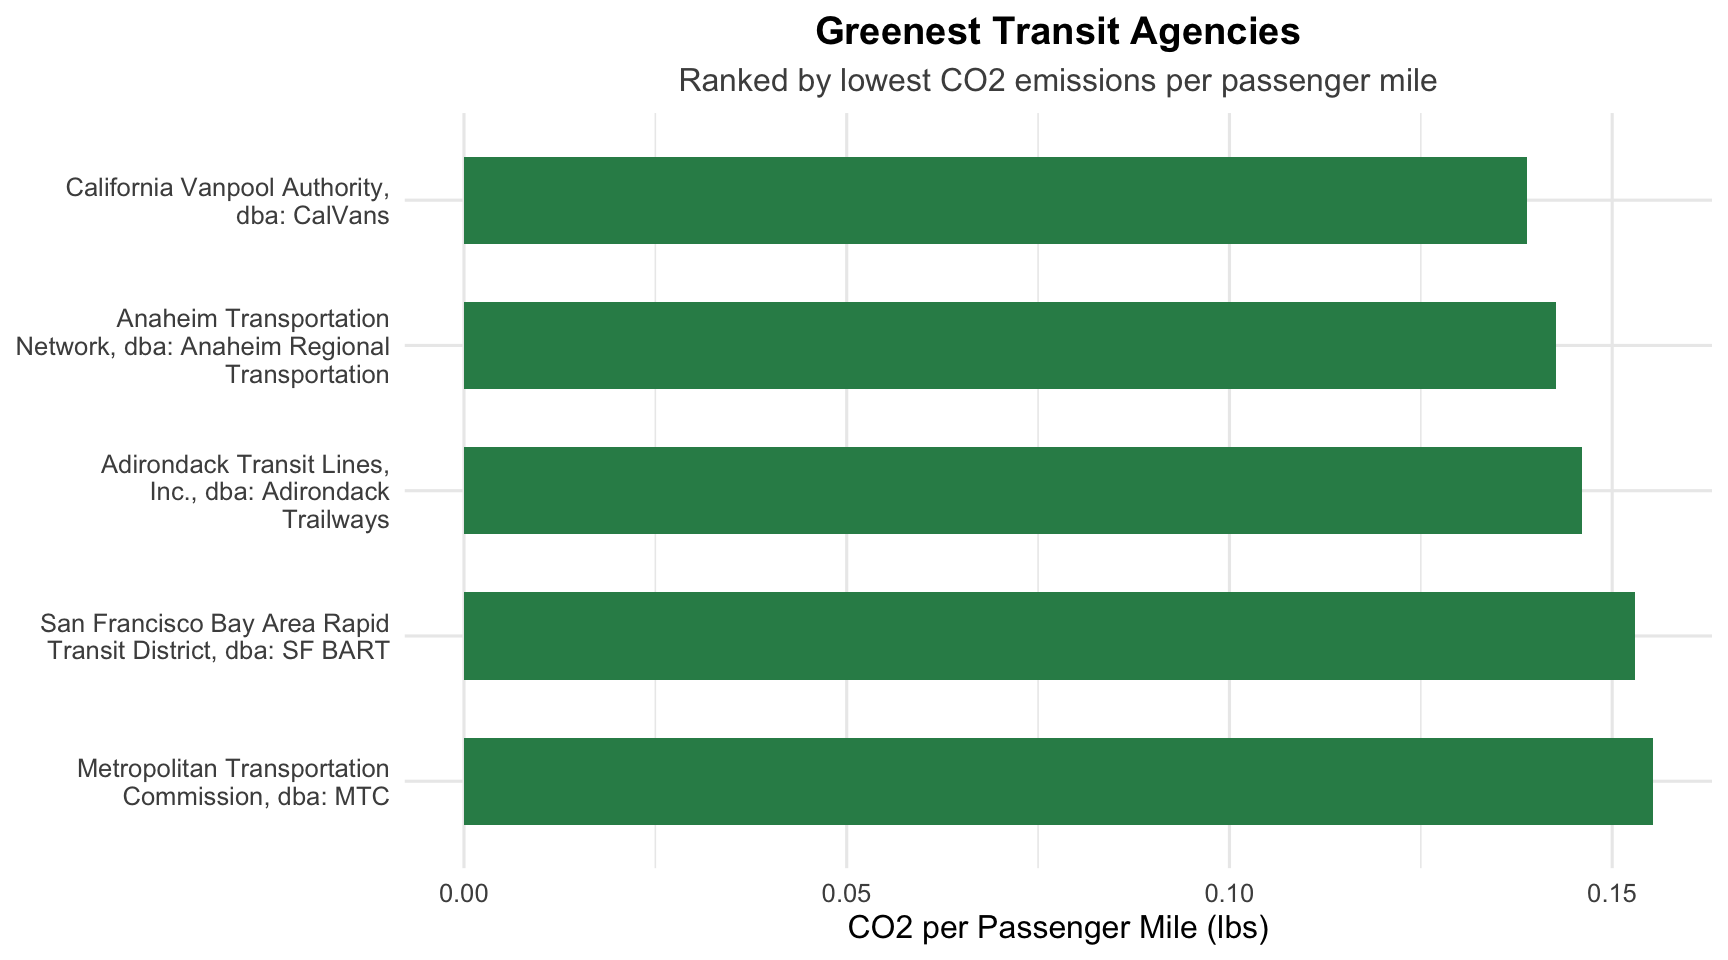 Greenest Transit Agencies
Ranked by lowest CO2 emissions per passenger mile
California Vanpool Authority,
dba: CalVans
Anaheim Transportation
Network, dba: Anaheim Regional
Transportation
Adirondack Transit Lines,
Inc., dba: Adirondack
Trailways
San Francisco Bay Area Rapid
Transit District, dba: SF BART
Metropolitan Transportation
Commission, dba: MTC
0.00 0.05 0.10 0.15
CO2 per Passenger Mile (lbs)